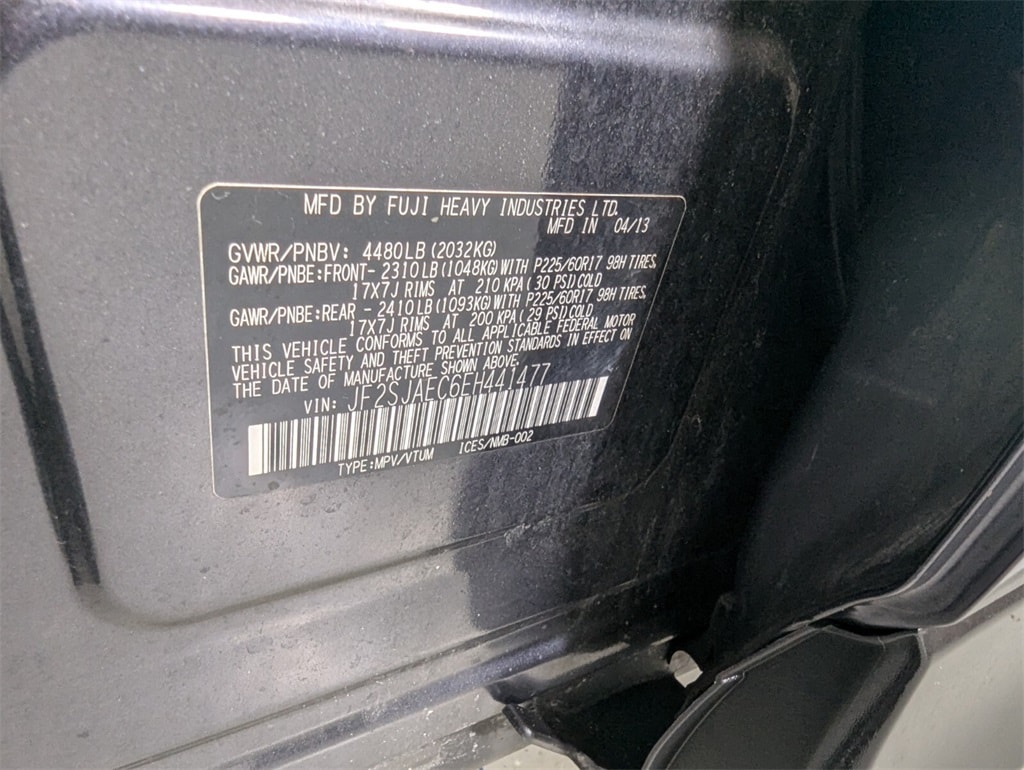 MFD BY FUJI HEAVY INDUSTRIES LTD.
MFD IN 04/13
GVWR/PNBV: 4480LB(2032KG)
GAWR/PNBE:FRONT- 2310LB(1048KG)WITH P225/60R17 98H TIRES,
17X7J RIMS AT 210 KPA(30 PSI)COLD
GAWR/PNBE:REAR - 2410LB(1093KG)WITH P225/60R17 98H TIRES,
17X7J RIMS AT 200 KPA(29 PSI)COLD
THIS VEHICLE CONFORMS TO ALL APPLICABLE FEDERAL MOTOR
VEHICLE SAFETY AND THEFT PREVENTION STANDARDS IN EFFECT ON
THE DATE OF MANUFACTURE SHOWN ABOVE.
VIN: JF2SJAEC6EH441477
TYPE:MPV/VTUM ICES/NMB-002